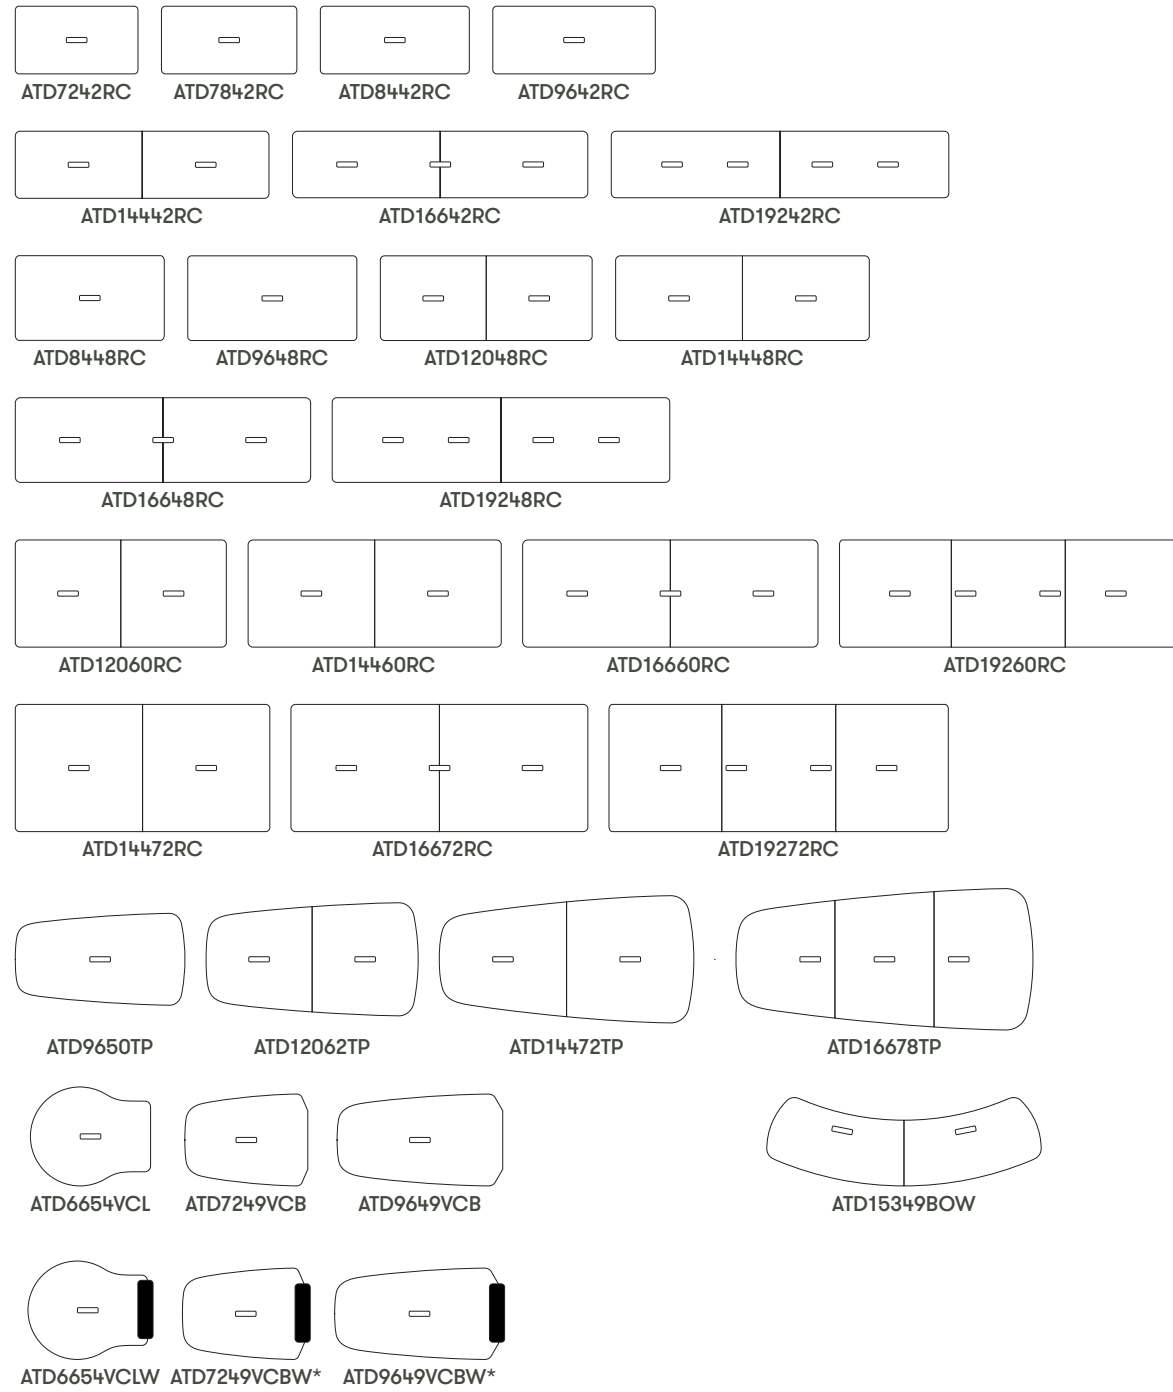 ATD7242RC ATD7842RC ATD8442RC ATD9642RC
ATD14442RC ATD16642RC ATD19242RC
ATD8448RC ATD9648RC ATD12048RC ATD14448RC
ATD16648RC ATD19248RC
ATD12060RC ATD14460RC ATD16660RC ATD19260RC
ATD14472RC ATD16672RC ATD19272RC
ATD9650TP ATD12062TP ATD14472TP ATD16678TP
ATD6654VCL ATD7249VCB ATD9649VCB ATD15349BOW
ATD6654VCLW ATD7249VCBW* ATD9649VCBW*